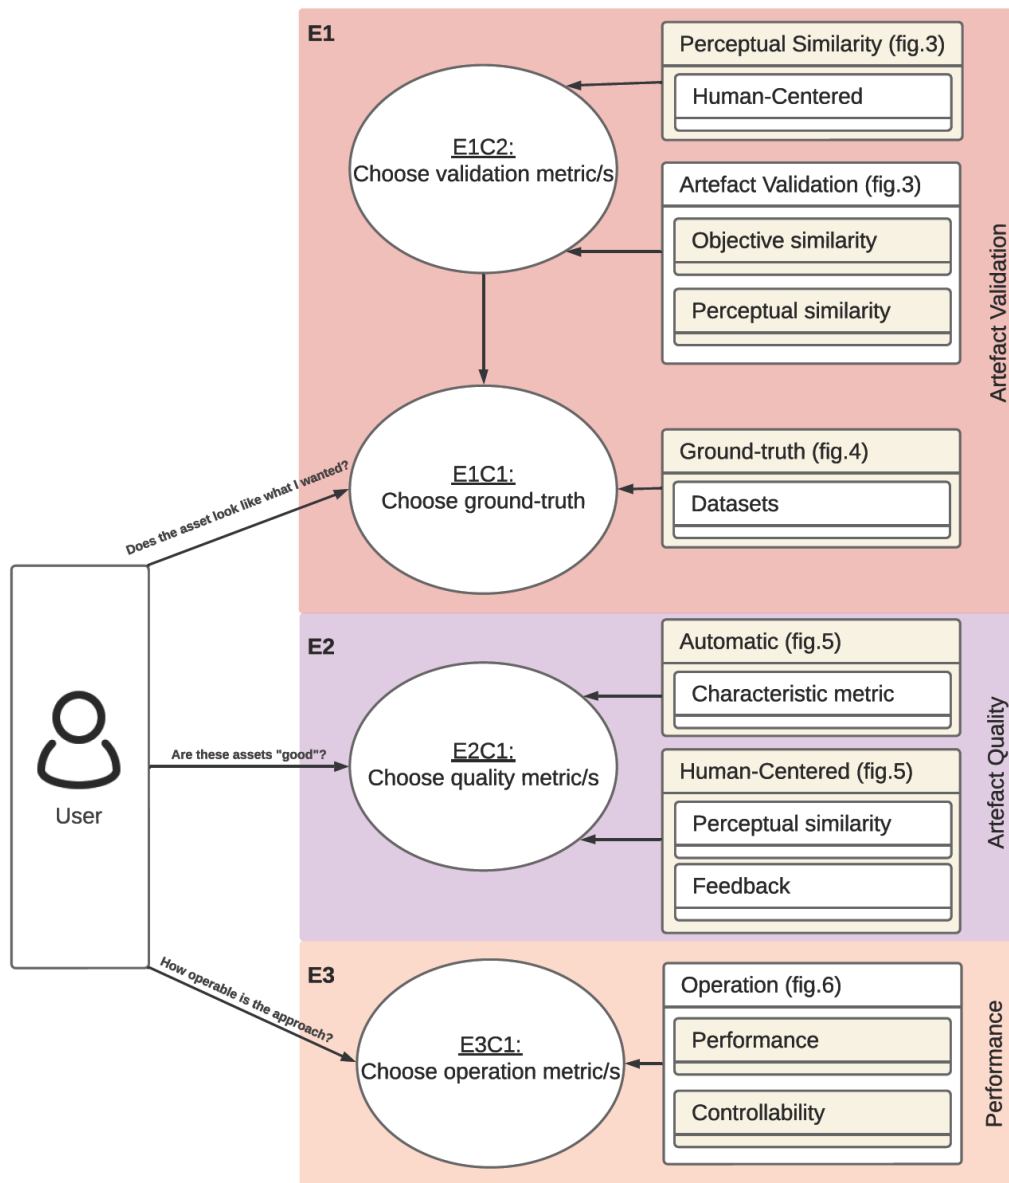 E1
Perceptual Similarity (fig.3)
Human-Centered
E1C2:
Choose validation metric/s
Artefact Validation (fig.3)
Objective similarity
Perceptual similarity
Artefact Validation
Does the asset look like what I wanted?
E1C1:
Choose ground-truth
Ground-truth (fig.4)
Datasets
E2
Automatic (fig.5)
Characteristic metric
User
Are these assets "good"?
E2C1:
Choose quality metric/s
Human-Centered (fig.5)
Perceptual similarity
Feedback
Artefact Quality
How operable is the approach?
E3
E3C1:
Choose operation metric/s
Operation (fig.6)
Performance
Controllability
Performance